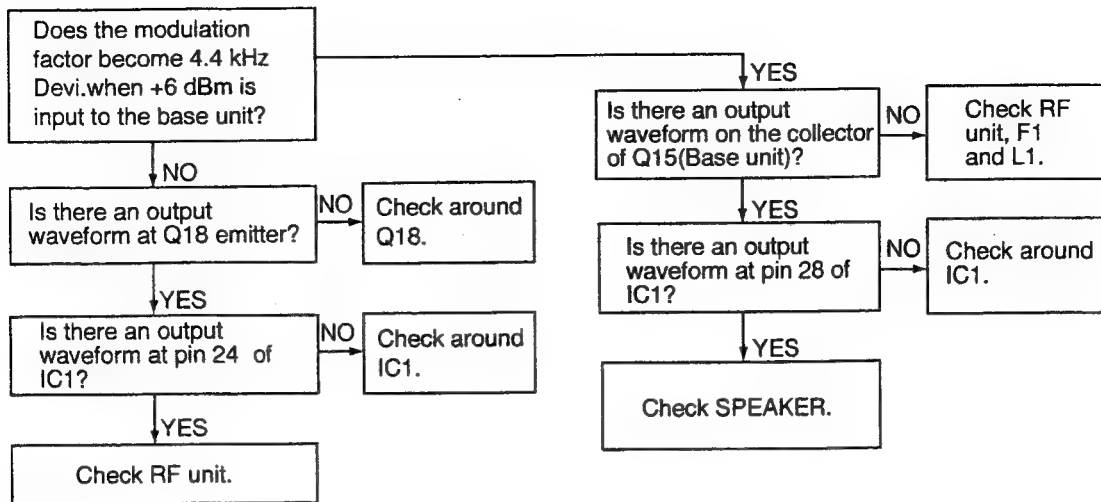 Does the modulation
factor become 4.4 kHz
Devi.when +6 dBm is
input to the base unit?
NO
Is there an output
waveform at Q18 emitter?
NO
Check around
Q18.
YES
Is there an output
waveform at pin 24 of
IC1?
NO
Check around
IC1.
YES
Check RF unit.
YES
Is there an output
waveform on the collector
of Q15(Base unit)?
NO
Check RF
unit, F1
and L1.
YES
Is there an output
waveform at pin 28 of
IC1?
NO
Check around
IC1.
YES
Check SPEAKER.